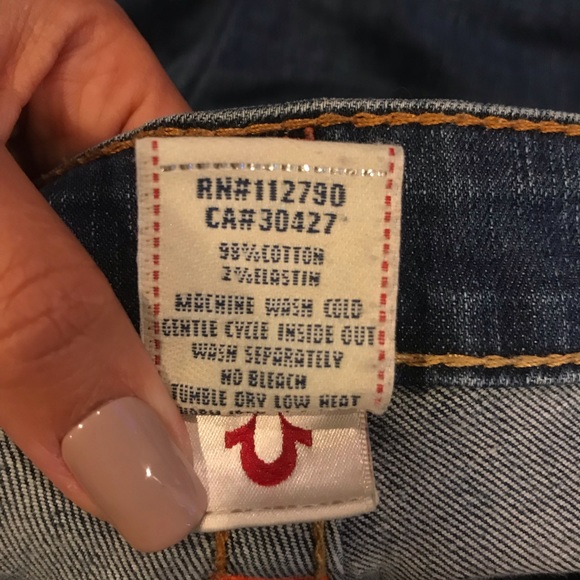 RN#112790
CA#30427
98%COTTON
2%ELASTIN
MACHINE WASH COLD
GENTLE CYCLE INSIDE OUT
WASH SEPARATELY
NO BLEACH
TUMBLE DRY LOW HEAT